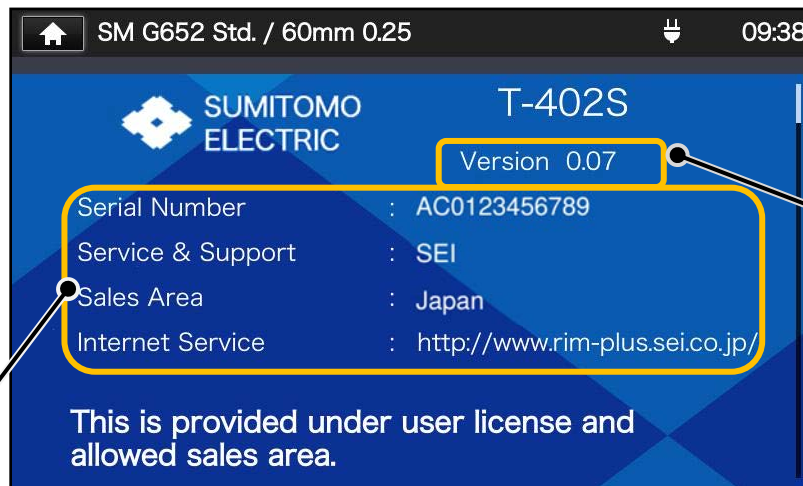 SM G652 Std. / 60mm 0.25 09:38
SUMITOMO ELECTRIC
T-402S
Version 0.07
Serial Number : AC0123456789
Service & Support : SEI
Sales Area : Japan
Internet Service : http://www.rim-plus.sei.co.jp/
This is provided under user license and
allowed sales area.